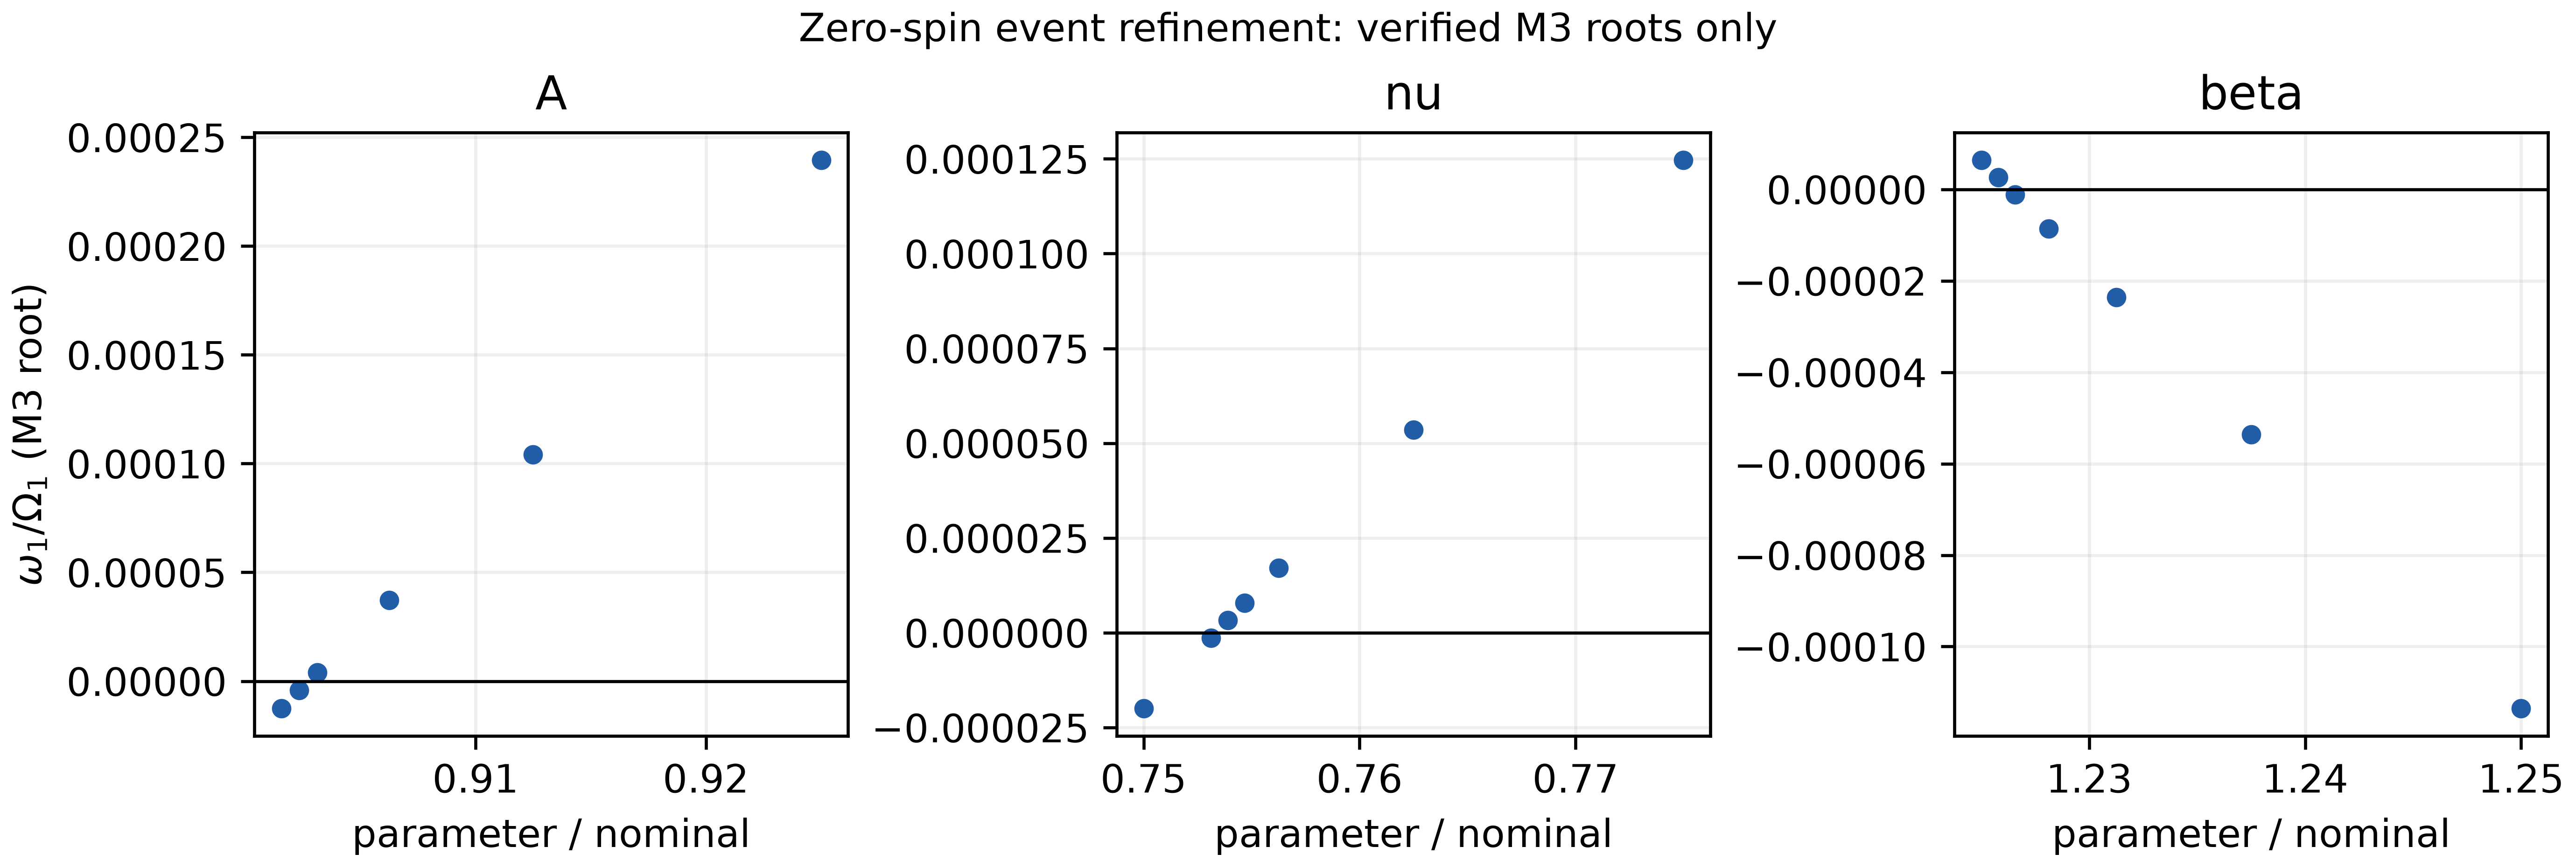 Zero-spin event refinement: verified M3 roots only
A
ω₁/Ω₁ (M3 root)
0.00025
0.00020
0.00015
0.00010
0.00005
0.00000
0.91 0.92
parameter / nominal
nu
0.000125
0.000100
0.000075
0.000050
0.000025
0.000000
−0.000025
0.75 0.76 0.77
parameter / nominal
beta
0.00000
−0.00002
−0.00004
−0.00006
−0.00008
−0.00010
1.23 1.24 1.25
parameter / nominal